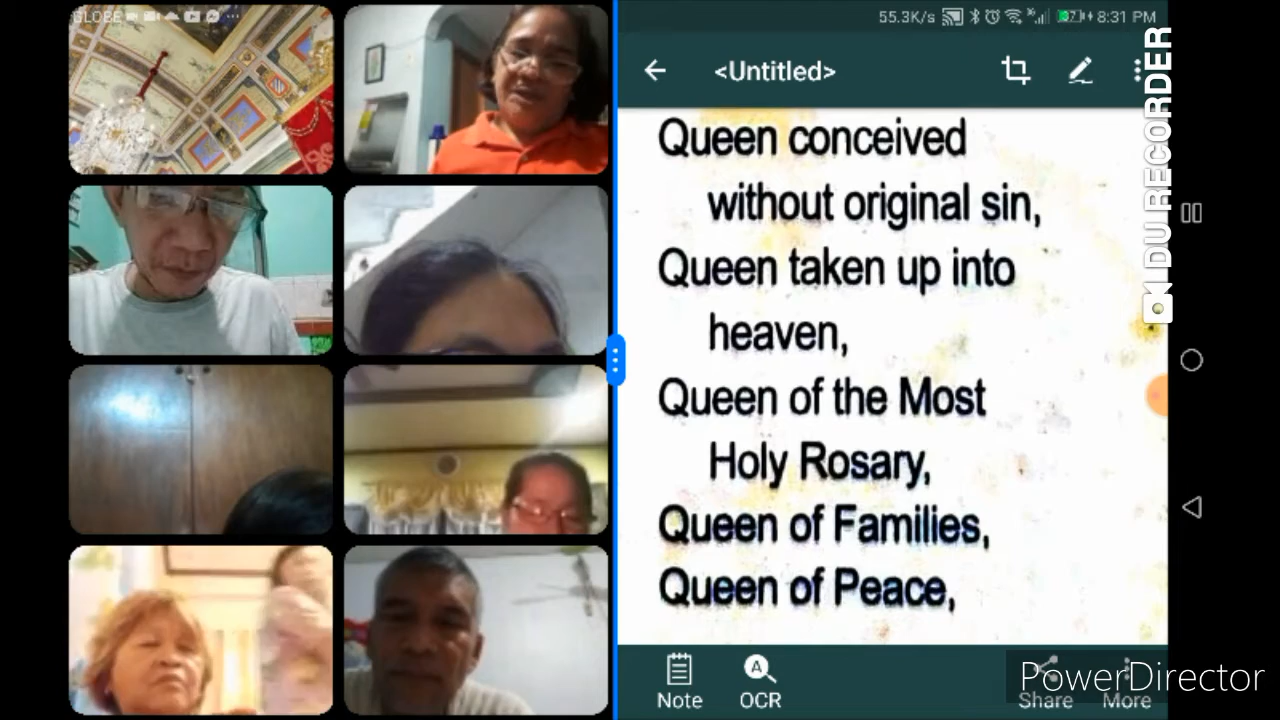 GLOBE
55.3K/s
87
8:31 PM
<Untitled>
DU RECORDER
Queen conceived
without original sin,
Queen taken up into
heaven,
Queen of the Most
Holy Rosary,
Queen of Families,
Queen of Peace,
A
Note
OCR
Share
More
PowerDirector